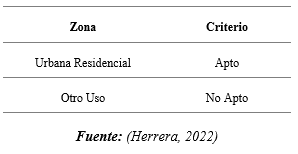 Zona Criterio
Urbana Residencial Apto
Otro Uso No Apto
Fuente: (Herrera, 2022)